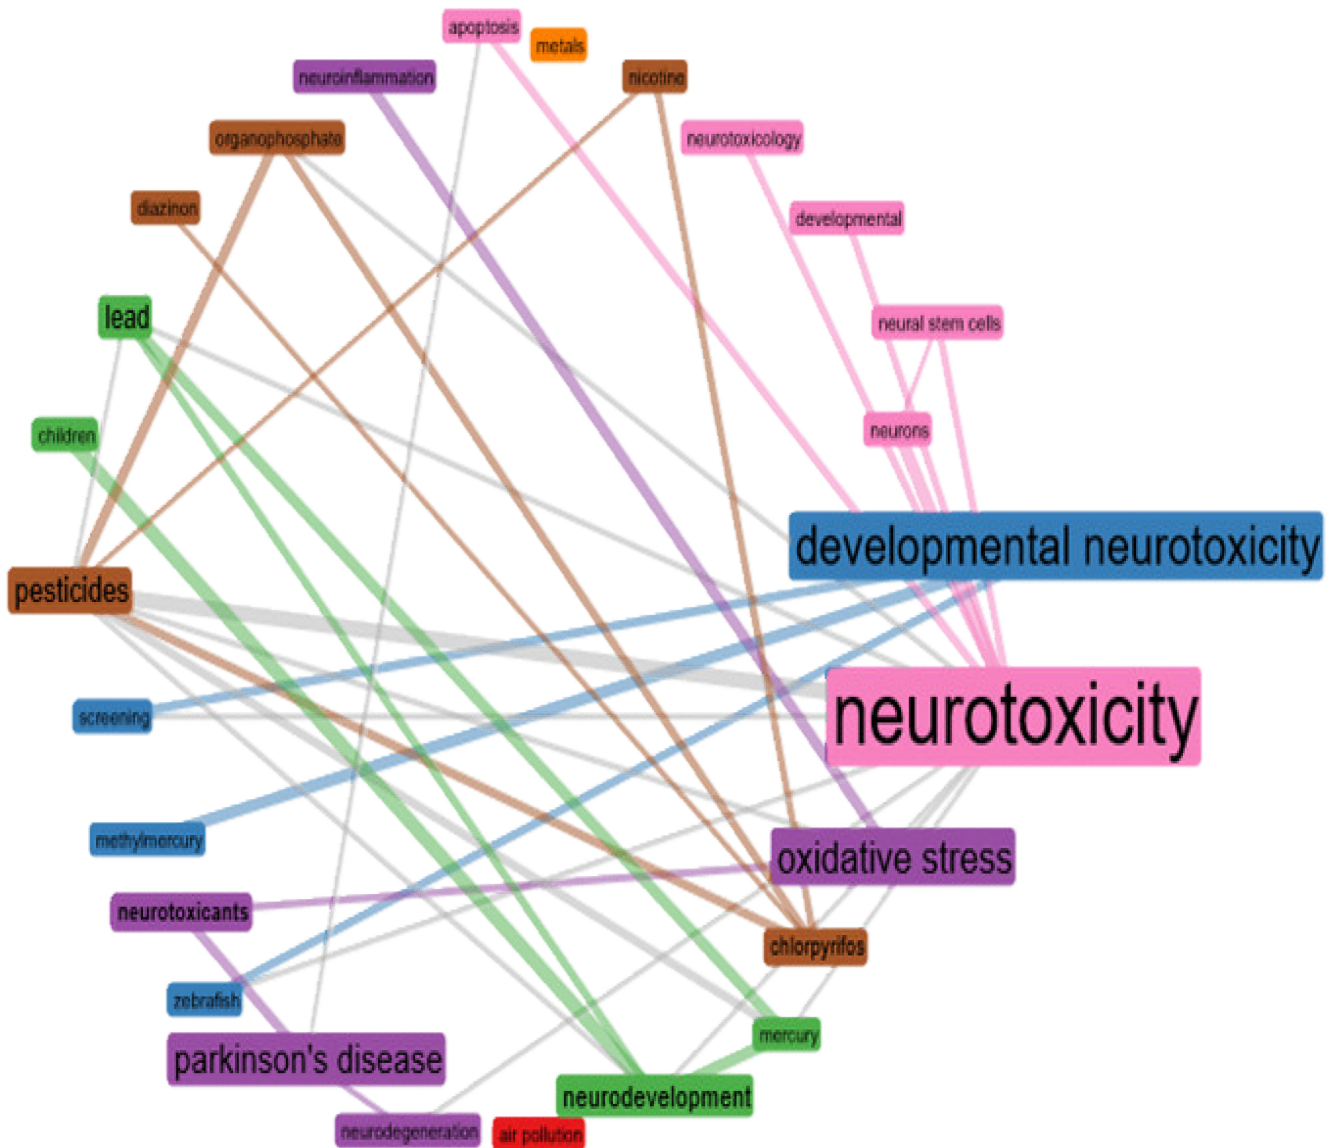 apoptosis
metals
neuroinflammation
nicotine
organophosphate
neurotoxicology
diazinon
developmental
lead
neural stem cells
children
neurons
developmental neurotoxicity
pesticides
screening
neurotoxicity
methylmercury
oxidative stress
neurotoxicants
chlorpyrifos
zebrafish
mercury
parkinson's disease
neurodevelopment
neurodegeneration
air pollution